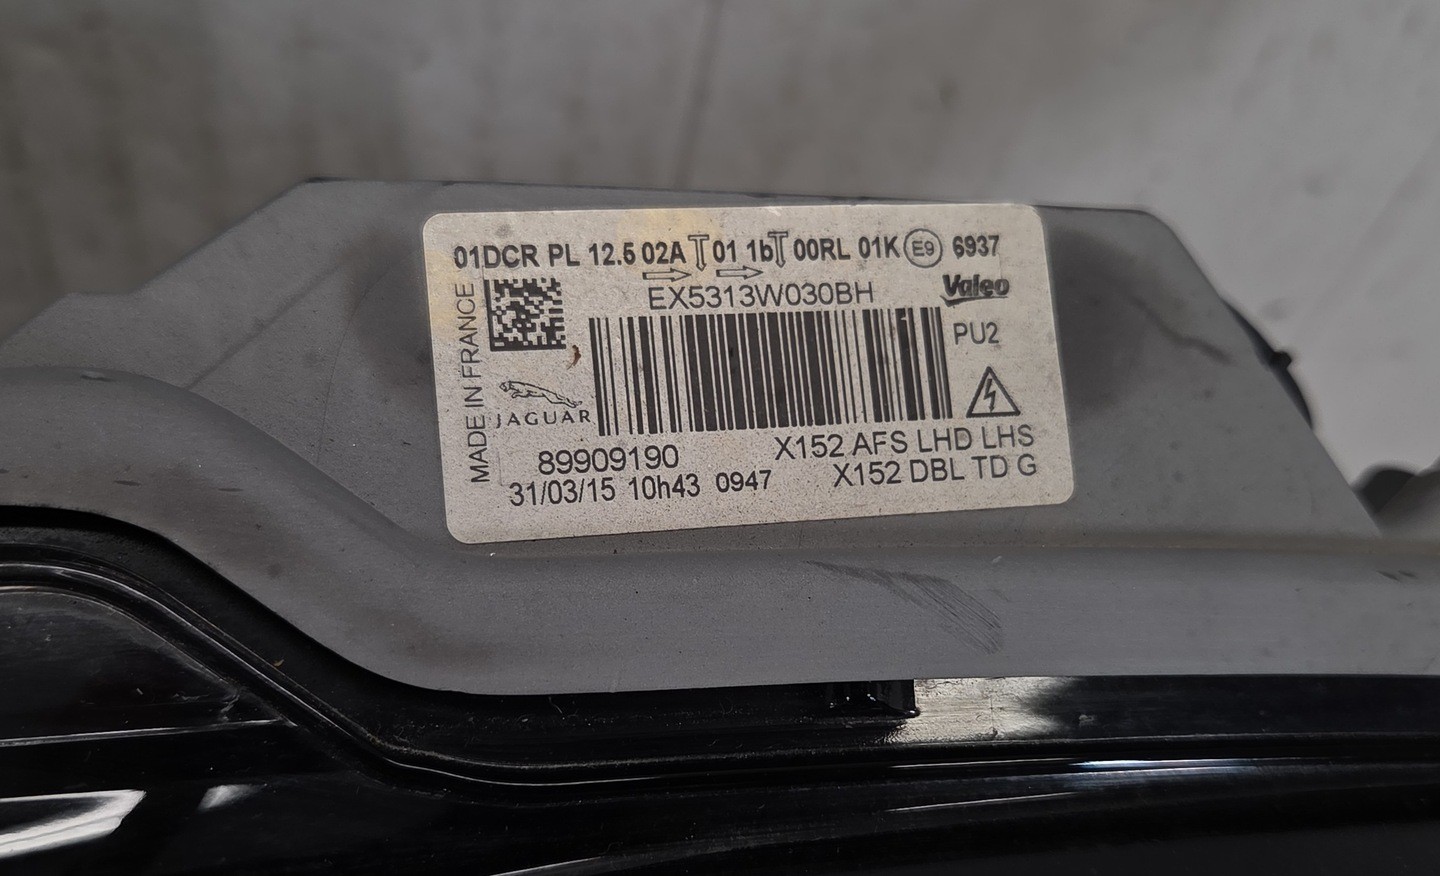 01DCR PL 12.5 02A 01 1b 00RL 01K E9 6937
EX5313W030BH
Valeo
PU2
MADE IN FRANCE
JAGUAR
89909190
X152 AFS LHD LHS
31/03/15 10h43 0947
X152 DBL TD G